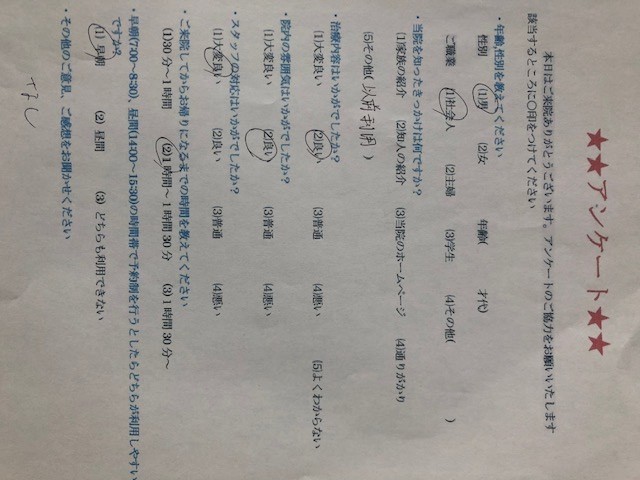 ★★アンケート★★
本日はご来院ありがとうございます。アンケートのご協力をお願いいたします
該当するところに〇印をつけてください
・年齢,性別を教えてください
性別 (1)男 (2)女 年齢( 才代)
ご職業 (1)社会人 (2)主婦 (3)学生 (4)その他( )
・当院を知ったきっかけは何ですか?
(1)家族の紹介 (2)知人の紹介 (3)当院のホームページ (4)通りがかり
(5)その他( 以前利用 )
・治療内容はいかがでしたか?
(1)大変良い (2)良い (3)普通 (4)悪い (5)よくわからない
・院内の雰囲気はいかがでしたか?
(1)大変良い (2)良い (3)普通 (4)悪い
・スタッフの対応はいかがでしたか?
(1)大変良い (2)良い (3)普通 (4)悪い
・ご来院してからお帰りになるまでの時間を教えてください
(1)30分～1時間 (2)1時間～1時間30分 (3)1時間30分～
・早朝(7:00～8:30)、昼間(14:00～15:30)の時間帯で予約制を行うとしたらどちらが利用しやすい
ですか?
(1) 早朝 (2) 昼間 (3) どちらも利用できない
・その他のご意見、ご感想をお聞かせください
なし